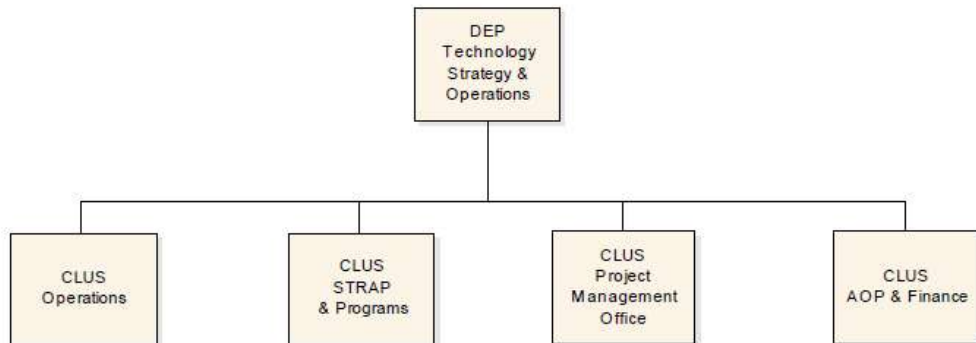 DEP
Technology
Strategy &
Operations
CLUS
Operations
CLUS
STRAP
& Programs
CLUS
Project
Management
Office
CLUS
AOP & Finance